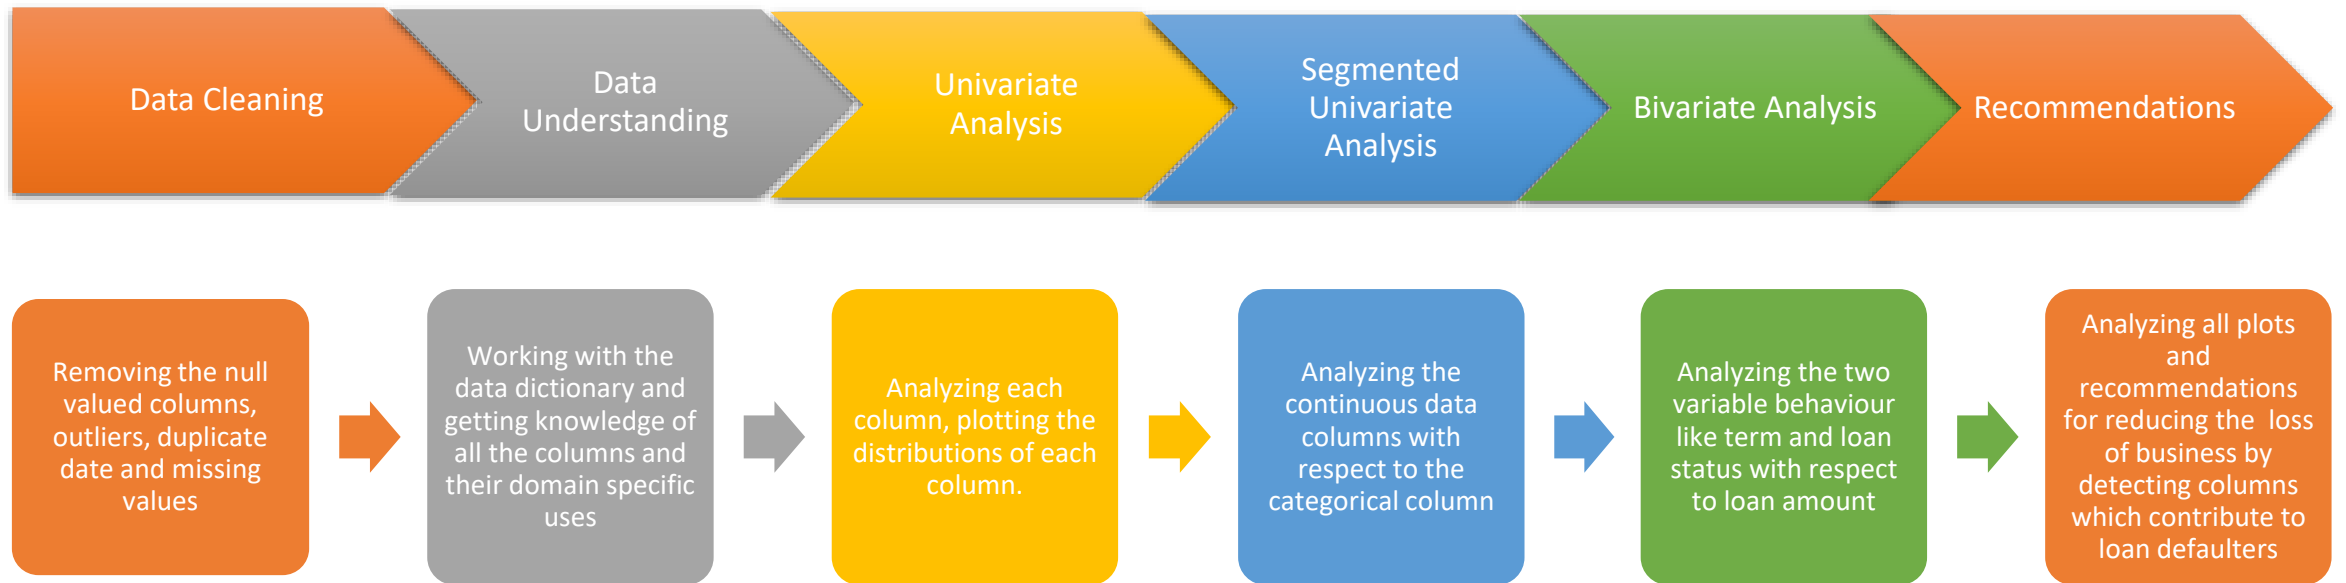 Data Cleaning
Data
Understanding
Univariate
Analysis
Segmented
Univariate
Analysis
Bivariate Analysis
Recommendations
Removing the null
valued columns,
outliers, duplicate
date and missing
values
Working with the
data dictionary and
getting knowledge of
all the columns and
their domain specific
uses
Analyzing each
column, plotting the
distributions of each
column.
Analyzing the
continuous data
columns with
respect to the
categorical column
Analyzing the two
variable behaviour
like term and loan
status with respect
to loan amount
Analyzing all plots
and
recommendations
for reducing the loss
of business by
detecting columns
which contribute to
loan defaulters